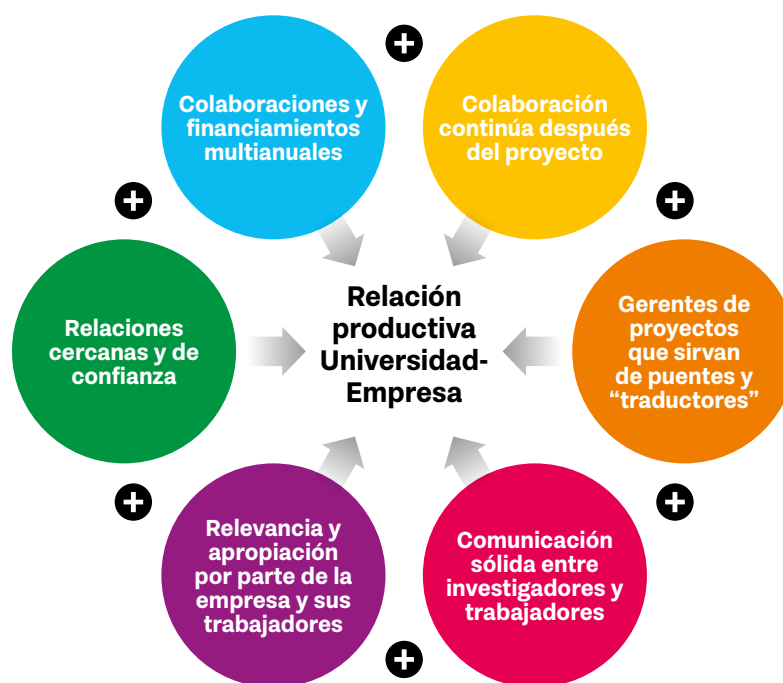 Colaboraciones y
financiamientos
multianuales
Colaboración
continúa después
del proyecto
Relaciones
cercanas y de
confianza
Relación
productiva
Universidad-
Empresa
Gerentes de
proyectos
que sirvan
de puentes y
“traductores”
Relevancia y
apropiación
por parte de la
empresa y sus
trabajadores
Comunicación
sólida entre
investigadores y
trabajadores